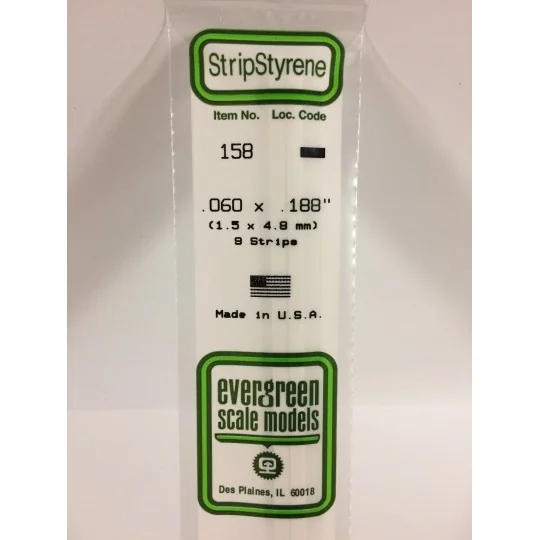 StripStyrene
Item No. Loc. Code
158
.060 x .188"
(1.5 x 4.8 mm)
9 Strips
Made in U.S.A.
evergreen
scale models
Des Plaines, IL 60018